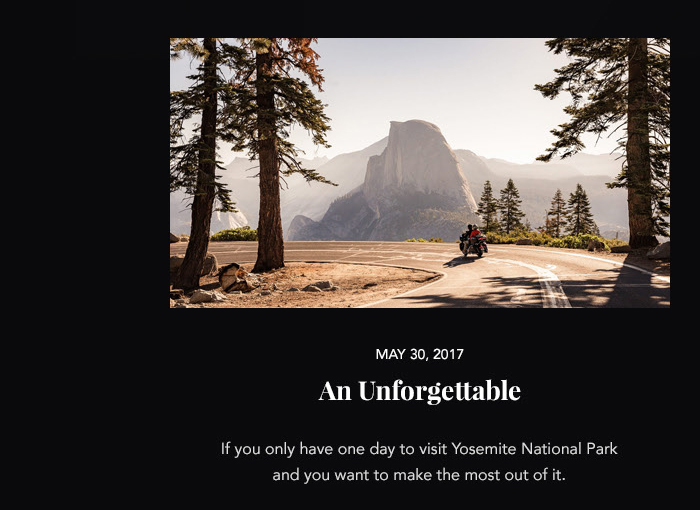 MAY 30, 2017
An Unforgettable
If you only have one day to visit Yosemite National Park
and you want to make the most out of it.